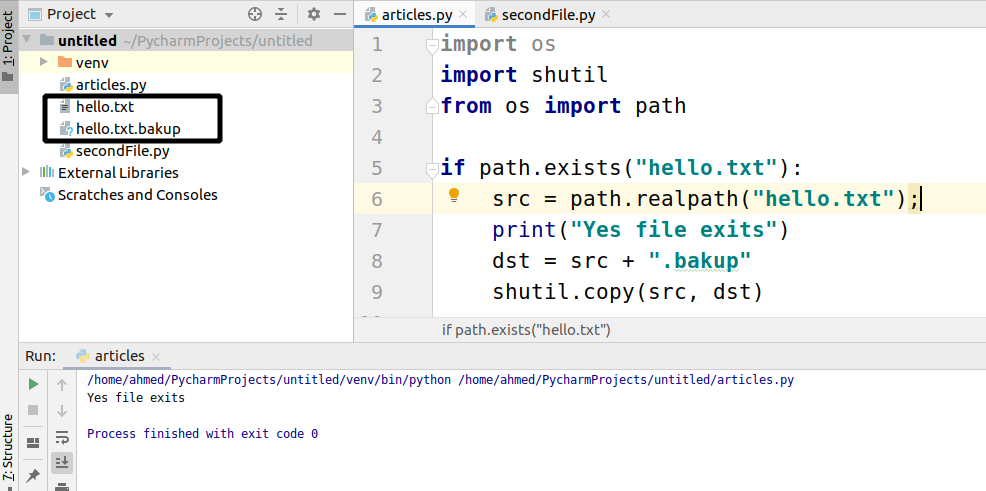 1: Project
Project
untitled ~/PycharmProjects/untitled
venv
articles.py
hello.txt
hello.txt.bakup
secondFile.py
External Libraries
Scratches and Consoles
articles.py
secondFile.py
1 import os
2 import shutil
3 from os import path
4
5 if path.exists("hello.txt"):
6 src = path.realpath("hello.txt");
7 print("Yes file exits")
8 dst = src + ".bakup"
9 shutil.copy(src, dst)
if path.exists("hello.txt")
Run:
articles
/home/ahmed/PycharmProjects/untitled/venv/bin/python /home/ahmed/PycharmProjects/untitled/articles.py
Yes file exits
Process finished with exit code 0
7: Structure